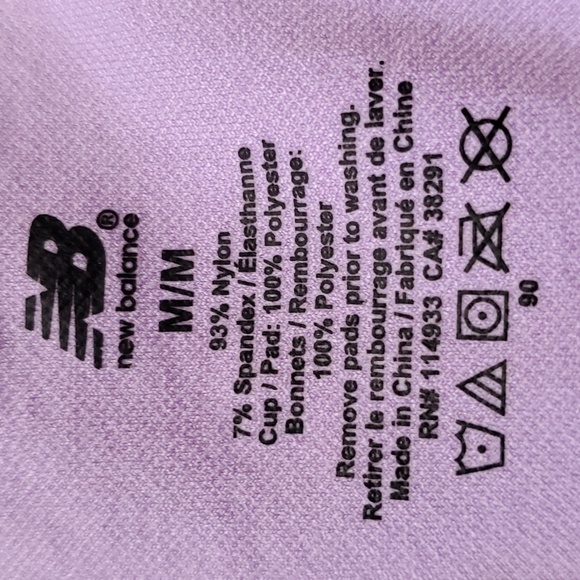 NB
new balance®
M/M
93% Nylon
7% Spandex / Élasthanne
Cup / Pad: 100% Polyester
Bonnets / Rembourrage:
100% Polyester
Remove pads prior to washing.
Retirer le rembourrage avant de laver.
Made in China / Fabriqué en Chine
RN# 114933 CA# 38291
90